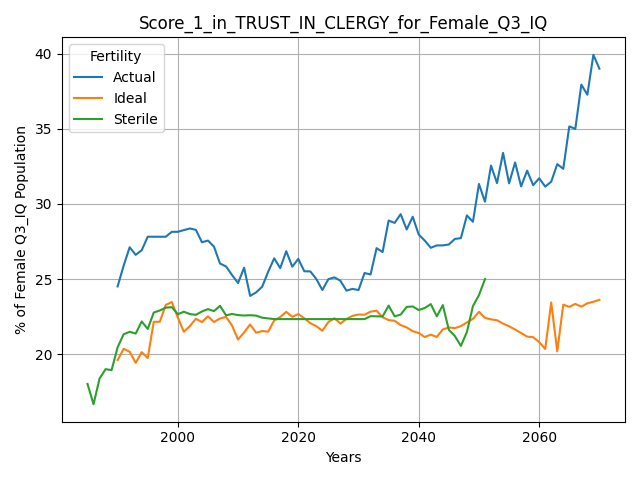 Score_1_in_TRUST_IN_CLERGY_for_Female_Q3_IQ
Fertility
Actual
Ideal
Sterile
% of Female Q3_IQ Population
40
35
30
25
20
2000
2020
2040
2060
Years